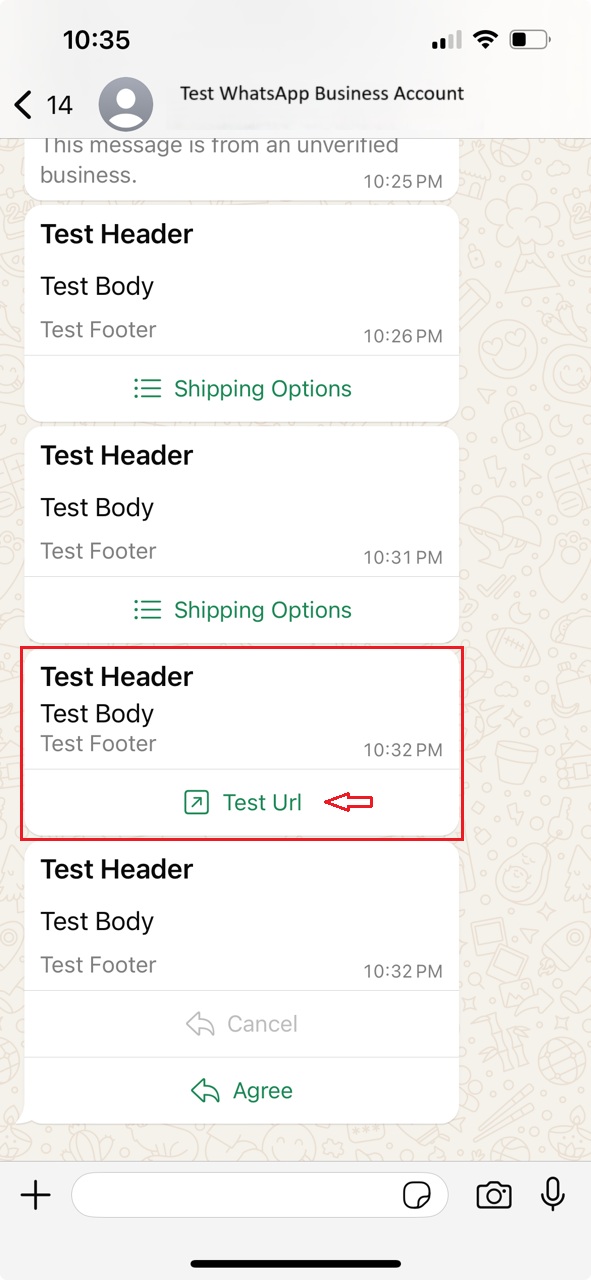 10:35
14
Test WhatsApp Business Account
This message is from an unverified
business.
10:25 PM
Test Header
Test Body
Test Footer
10:26 PM
Shipping Options
Test Header
Test Body
Test Footer
10:31 PM
Shipping Options
Test Header
Test Body
Test Footer
10:32 PM
Test Url
Test Header
Test Body
Test Footer
10:32 PM
Cancel
Agree